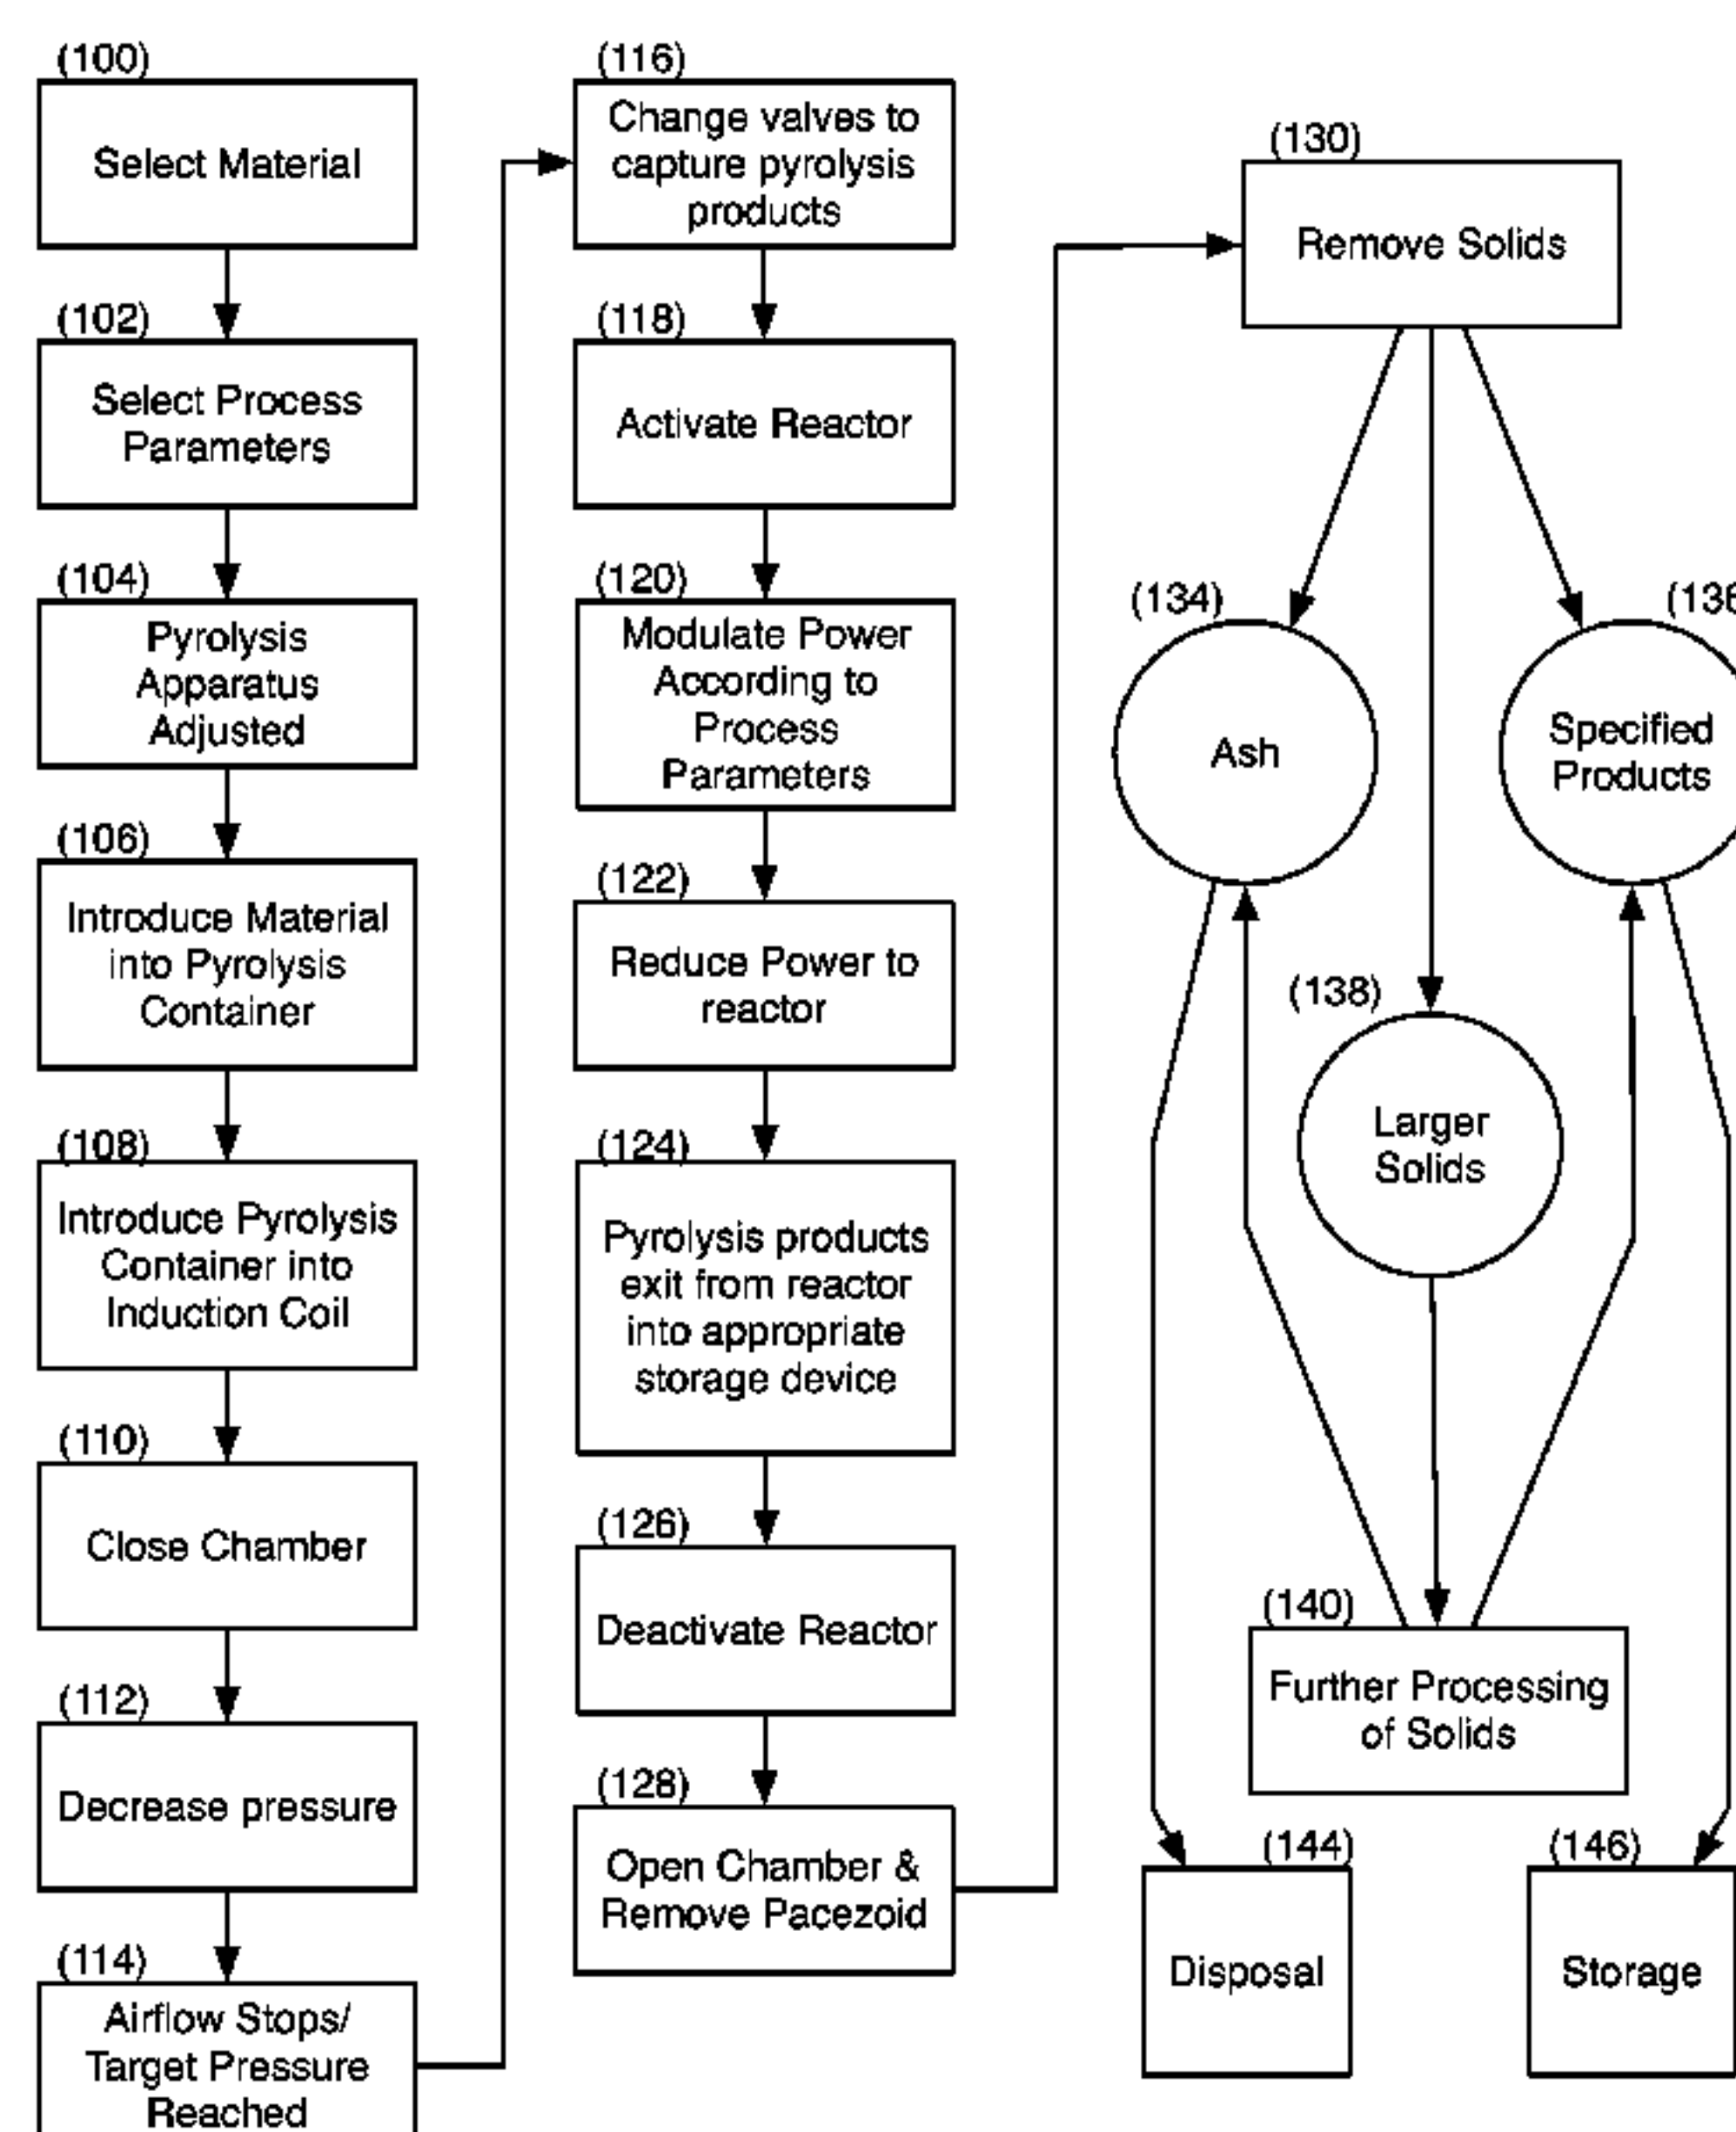 (100)
Select Material
(102)
Select Process
Parameters
(104)
Pyrolysis
Apparatus
Adjusted
(106)
Introduce Material
into Pyrolysis
Container
(108)
Introduce Pyrolysis
Container into
Induction Coil
(110)
Close Chamber
(112)
Decrease pressure
(114)
Airflow Stops/
Target Pressure
Reached
(116)
Change valves to
capture pyrolysis
products
(118)
Activate Reactor
(120)
Modulate Power
According to
Process
Parameters
(122)
Reduce Power to
reactor
(124)
Pyrolysis products
exit from reactor
into appropriate
storage device
(126)
Deactivate Reactor
(128)
Open Chamber &
Remove Pacezoid
(130)
Remove Solids
(134)
Ash
(136
Specified
Products
(138)
Larger
Solids
(140)
Further Processing
of Solids
(144)
Disposal
(146)
Storage